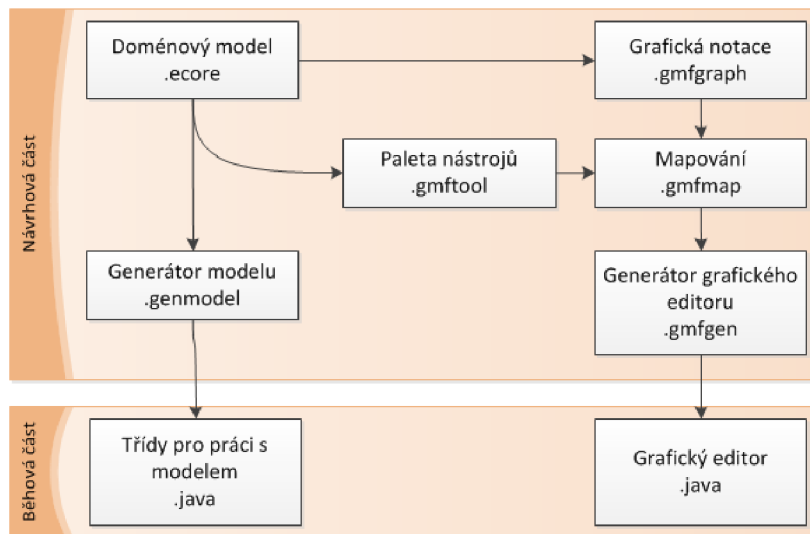 Návrhová část
Doménový model
.ecore
Grafická notace
.gmfgraph
Paleta nástrojů
.gmftool
Mapování
.gmfmap
Generátor modelu
.genmodel
Generátor grafického
editoru
.gmfgen
Běhová část
Třídy pro práci s
modelem
.java
Grafický editor
.java